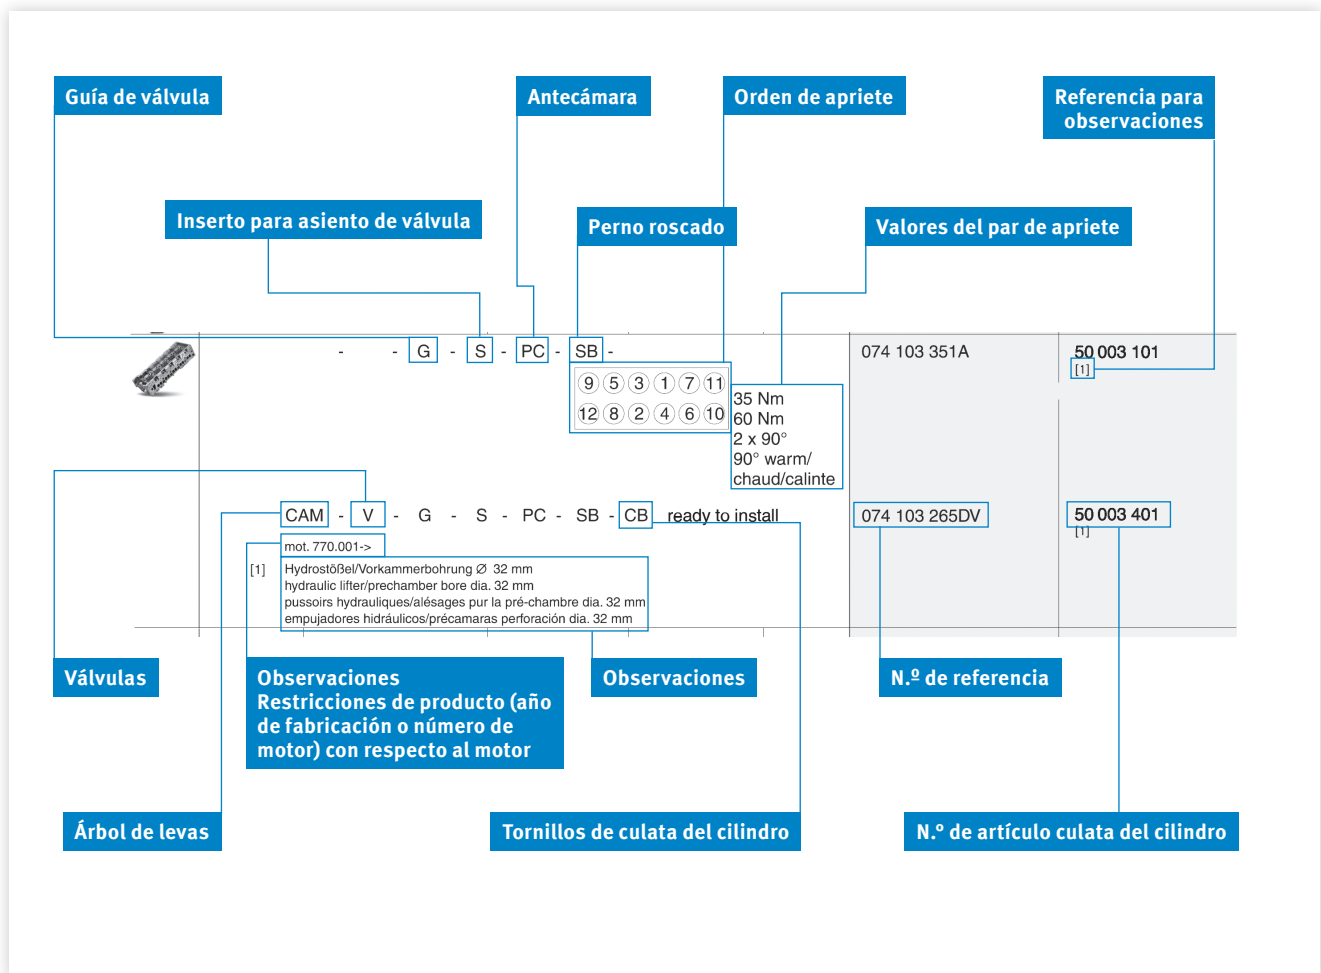 Guía de válvula
Antecámara
Orden de apriete
Referencia para
observaciones
Inserto para asiento de válvula
Perno roscado
Valores del par de apriete
- - G - S - PC - SB -
074 103 351A
50 003 101
[1]
9 5 3 1 7 11
12 8 2 4 6 10
35 Nm
60 Nm
2 x 90°
90° warm/
chaud/calinte
CAM - V - G - S - PC - SB - CB ready to install
074 103 265DV
50 003 401
[1]
mot. 770.001->
[1] Hydrostößel/Vorkammerbohrung Ø 32 mm
hydraulic lifter/prechamber bore dia. 32 mm
pussoirs hydrauliques/alésages pur la pré-chambre dia. 32 mm
empujadores hidráulicos/précamaras perforación dia. 32 mm
Válvulas
Observaciones
Restricciones de producto (año
de fabricación o número de
motor) con respecto al motor
Observaciones
N.º de referencia
Árbol de levas
Tornillos de culata del cilindro
N.° de artículo culata del cilindro